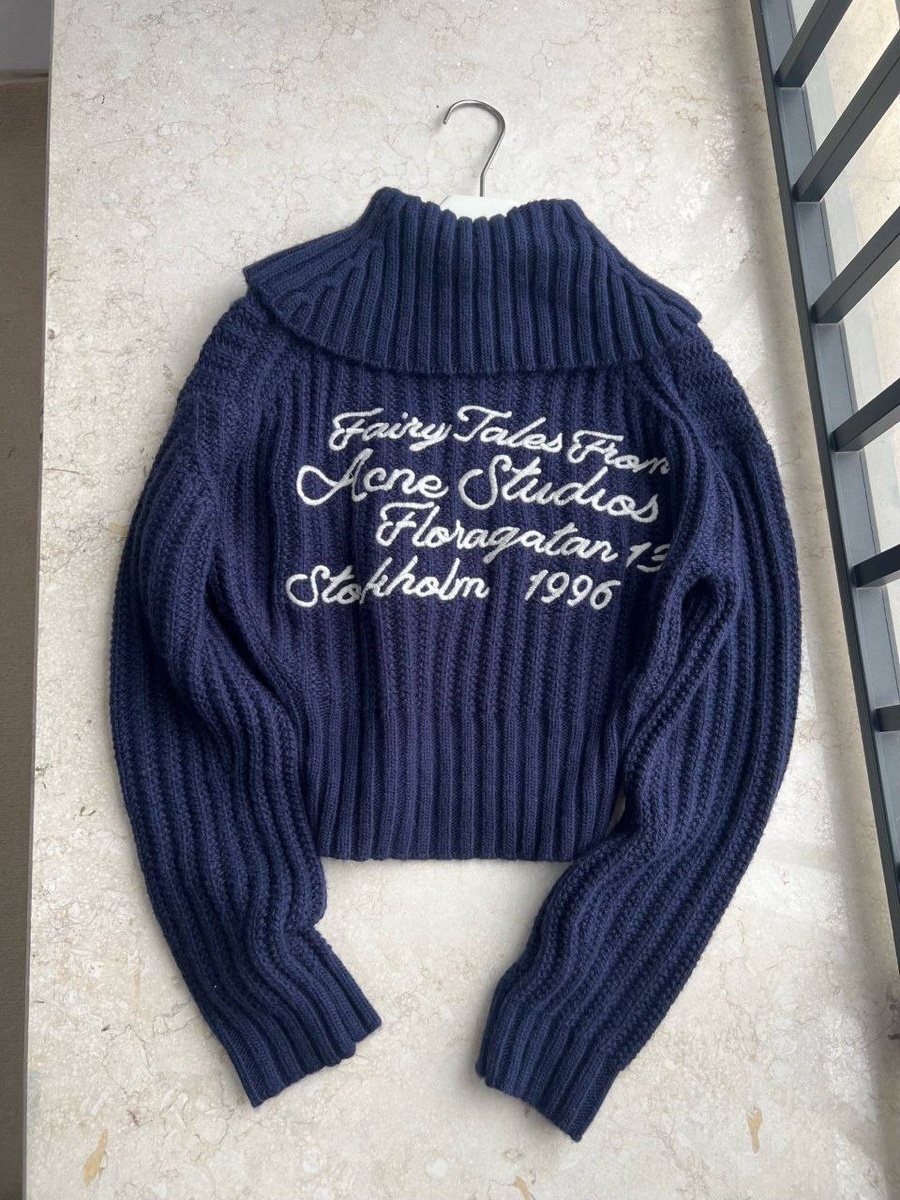 Fairy Tales From
Acne Studios
Floragatan 13
Stokholm 1996